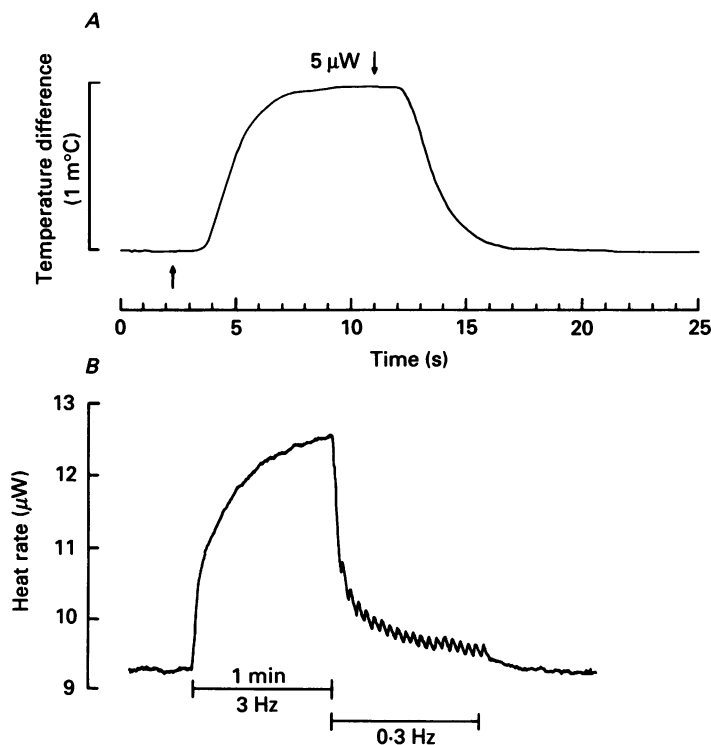 A
5 μW
Temperature difference
(1 m°C)
0 5 10 15 20 25
Time (s)
B
13
12
11
10
9
Heat rate (μW)
1 min
3 Hz
0·3 Hz